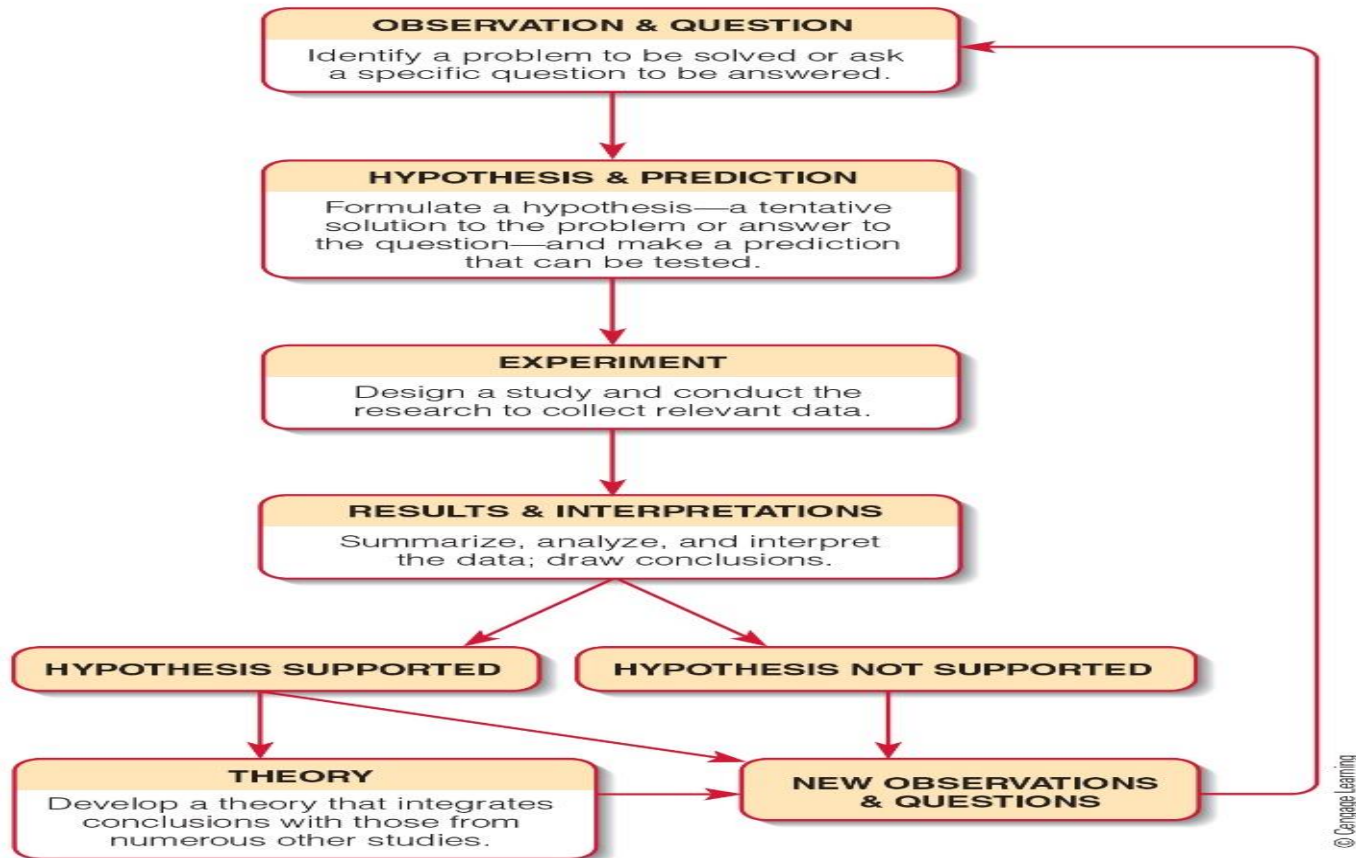 OBSERVATION & QUESTION
Identify a problem to be solved or ask
a specific question to be answered.
HYPOTHESIS & PREDICTION
Formulate a hypothesis—a tentative
solution to the problem or answer to
the question—and make a prediction
that can be tested.
EXPERIMENT
Design a study and conduct the
research to collect relevant data.
RESULTS & INTERPRETATIONS
Summarize, analyze, and interpret
the data; draw conclusions.
HYPOTHESIS SUPPORTED
HYPOTHESIS NOT SUPPORTED
THEORY
Develop a theory that integrates
conclusions with those from
numerous other studies.
NEW OBSERVATIONS
& QUESTIONS
© Cengage Learning